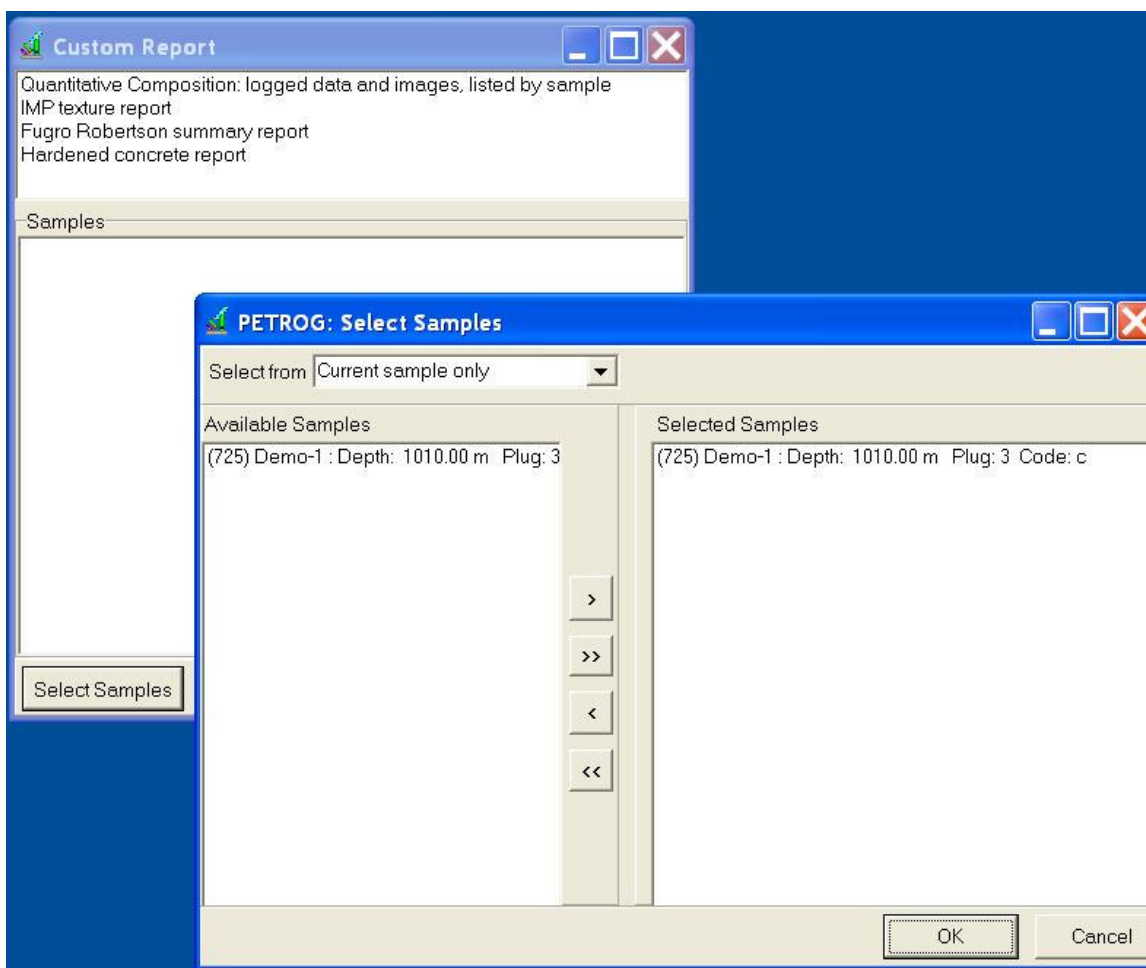 Custom Report
Quantitative Composition: logged data and images, listed by sample
IMP texture report
Fugro Robertson summary report
Hardened concrete report
Samples
PETROG: Select Samples
Select from Current sample only
Available Samples
(725) Demo-1 : Depth: 1010.00 m Plug: 3
>
>>
<
<<
Selected Samples
(725) Demo-1 : Depth: 1010.00 m Plug: 3 Code: c
Select Samples
OK
Cancel